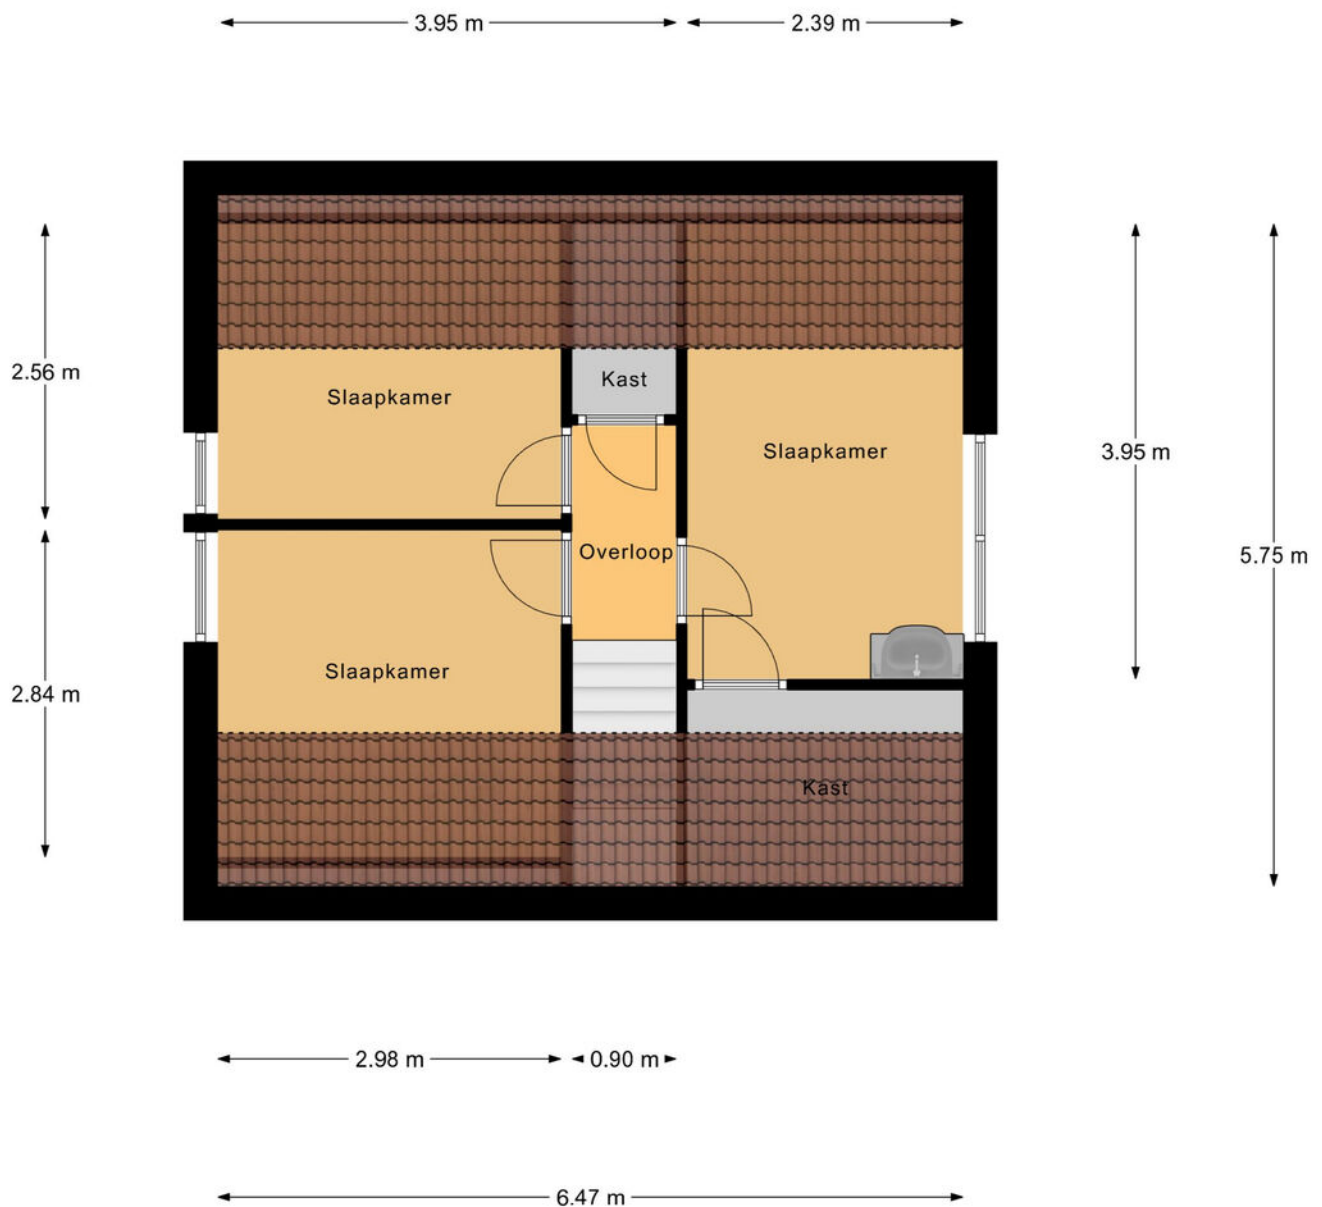 3.95 m
2.39 m
2.56 m
Slaapkamer
Kast
Slaapkamer
3.95 m
Overloop
5.75 m
Slaapkamer
2.84 m
Kast
2.98 m
0.90 m
6.47 m